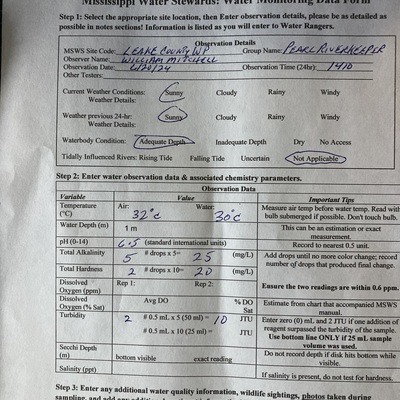 Mississippi Water Stewards: Water Monitoring Data Form
Step 1: Select the appropriate site location, then Enter observation details, please be as detailed as
possible in notes sections! Information is listed as you will enter to Water Rangers.
Observation Details
MSWS Site Code: LEAKE COUNTY WP Group Name: PEARL RIVERKEEPER
Observer Name: WILLIAM MITCHELL
Observation Date: 6/20/24 Observation Time (24hr): 1410
Other Testers:
Current Weather Conditions: Sunny Cloudy Rainy Windy
Weather Details:
Weather previous 24-hr: Sunny Cloudy Rainy Windy
Weather Details:
Waterbody Condition: Adequate Depth Inadequate Depth Dry No Access
Tidally Influenced Rivers: Rising Tide Falling Tide Uncertain Not Applicable
Step 2: Enter water observation data & associated chemistry parameters.
Observation Data
Variable Value Important Tips
Temperature (°C) Air: 32°C Water: 30°C Measure air temp before water temp. Read with
bulb submerged if possible. Don't touch bulb.
Water Depth (m) 1 m This can be an estimation or exact
measurement.
pH (0-14) 6.5 (standard international units) Record to nearest 0.5 unit.
Total Alkalinity 5 # drops x 5= 25 (mg/L) Add drops until no more color change; record
number of drops that produced final change.
Total Hardness 2 # drops x 10= 20 (mg/L)
Dissolved Oxygen (ppm) Rep 1: Rep 2: Ensure the two readings are within 0.6 ppm.
Dissolved Oxygen (% Sat) Avg DO % DO Sat Estimate from chart that accompanied MSWS
manual.
Turbidity 2 # 0.5 mL x 5 (50 ml) = 10 JTU Enter zero (0) mL and 2 JTU if one addition of
reagent surpassed the turbidity of the sample.
# 0.5 mL x 10 (25 ml) = JTU Use bottom line ONLY if 25 mL sample
volume was used.
Secchi Depth (m) bottom visible exact reading Do not record depth if disk hits bottom while
visible.
Salinity (ppt) If salinity is present, do not test for hardness.
Step 3: Enter any additional water quality information, wildlife sightings, photos taken during
sampling, and add any additional